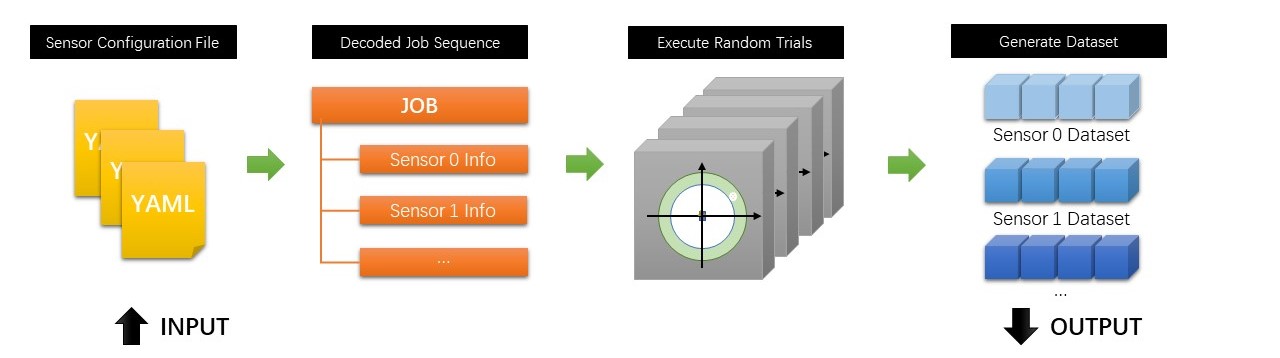 Sensor Configuration File
Decoded Job Sequence
Execute Random Trials
Generate Dataset
Y
Y
YAML
JOB
Sensor 0 Info
Sensor 1 Info
...
Sensor 0 Dataset
Sensor 1 Dataset
...
INPUT
OUTPUT